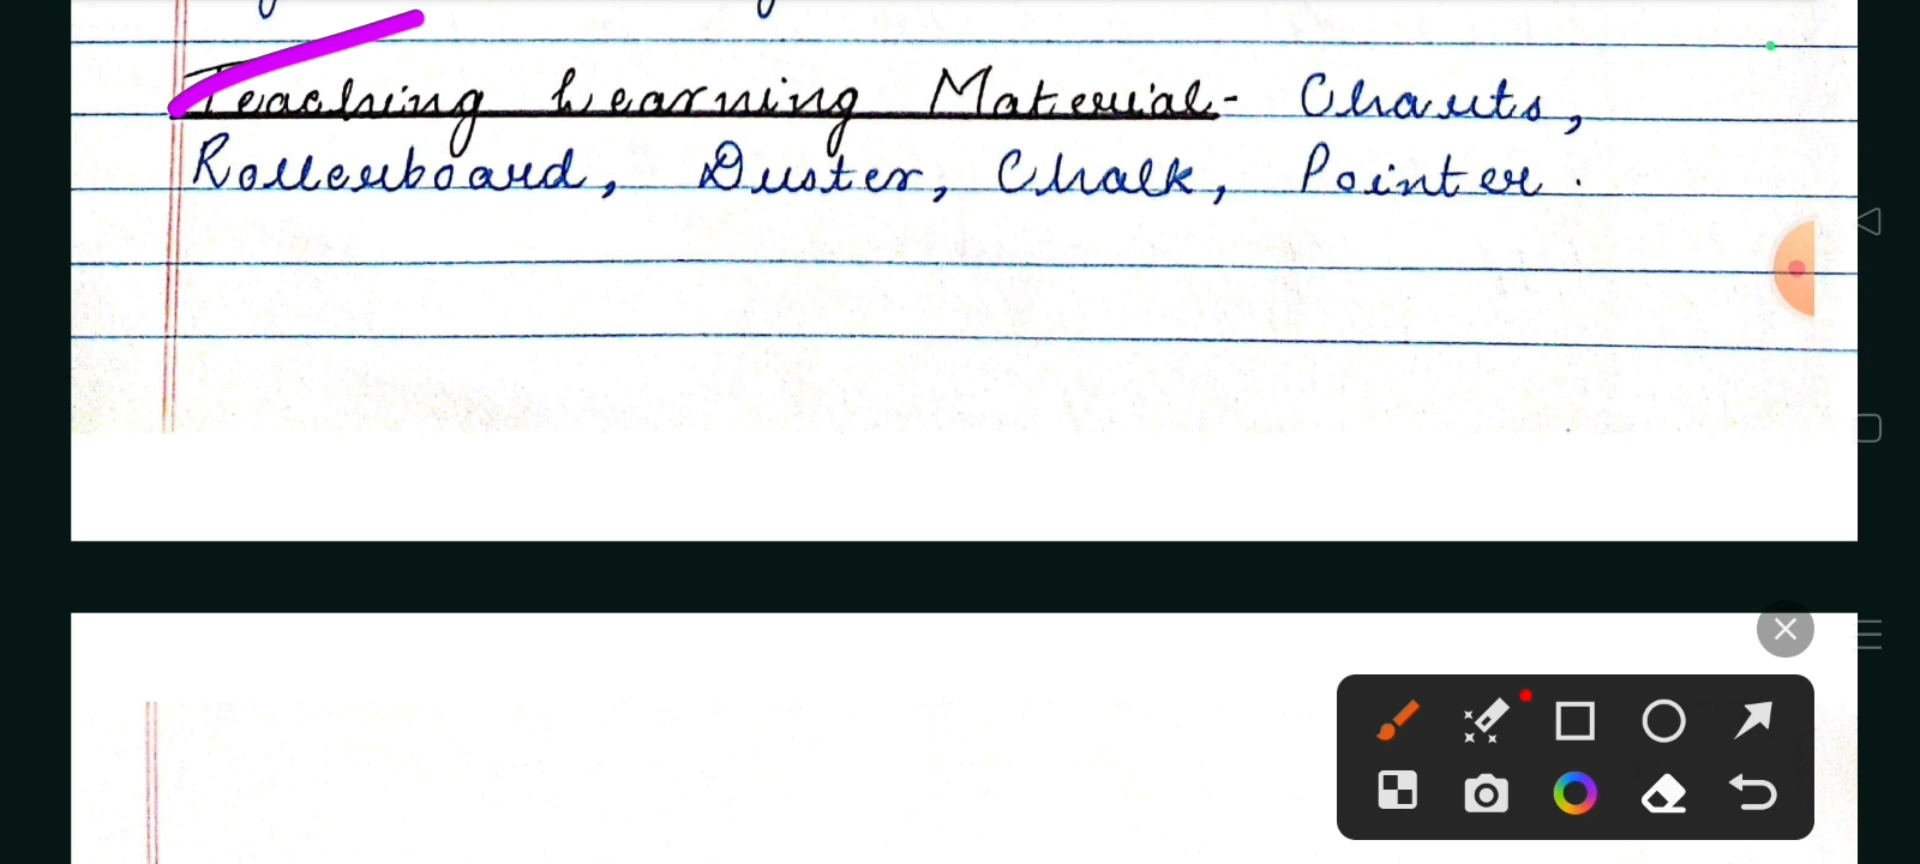 Teaching Learning Material- Charts,
Rollerboard, Duster, Chalk, Pointer.